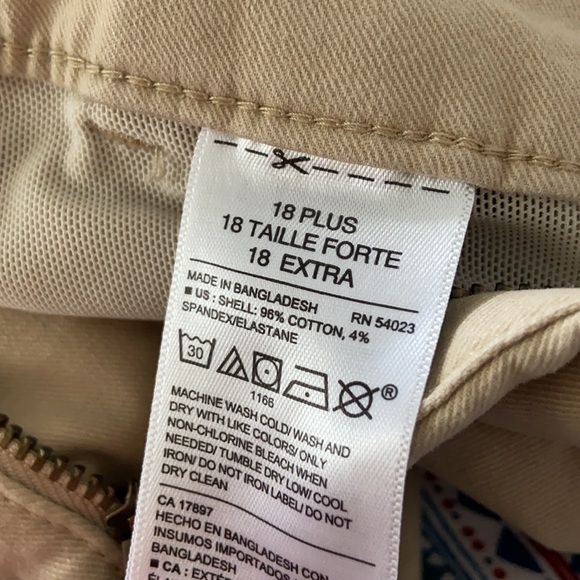 18 PLUS
18 TAILLE FORTE
18 EXTRA
MADE IN BANGLADESH RN 54023
■ US : SHELL: 96% COTTON, 4%
SPANDEX/ELASTANE
30 ®
1166
MACHINE WASH COLD/WASH AND
DRY WITH LIKE COLORS/ONLY
NON-CHLORINE BLEACH WHEN
NEEDED/TUMBLE DRY LOW/COOL
IRON/ DO NOT IRON LABEL/ DO NOT
DRY CLEAN
CA 17897
HECHO EN BANGLADESH CON
INSUMOS IMPORTADOS
BANGLADESH
■ CA : EXTÉ